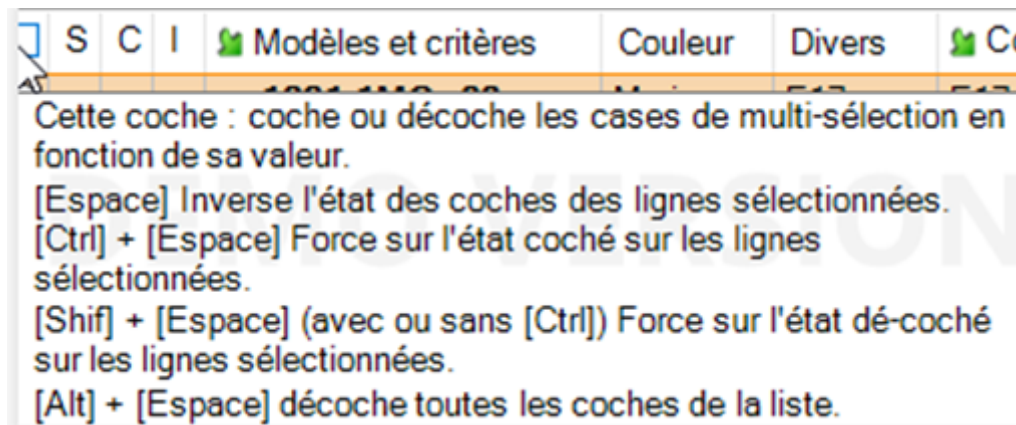 S C I Modèles et critères Couleur Divers
Cette coche : coche ou décoche les cases de multi-sélection en
fonction de sa valeur.
[Espace] Inverse l'état des coches des lignes sélectionnées.
[Ctrl] + [Espace] Force sur l'état coché sur les lignes
sélectionnées.
[Shif] + [Espace] (avec ou sans [Ctrl]) Force sur l'état dé-coché
sur les lignes sélectionnées.
[Alt] + [Espace] décoche toutes les coches de la liste.
DEMO VERSION